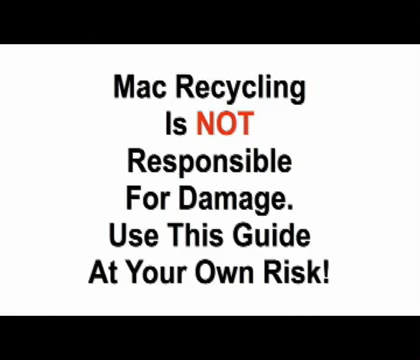 Mac Recycling
Is NOT
Responsible
For Damage.
Use This Guide
At Your Own Risk!